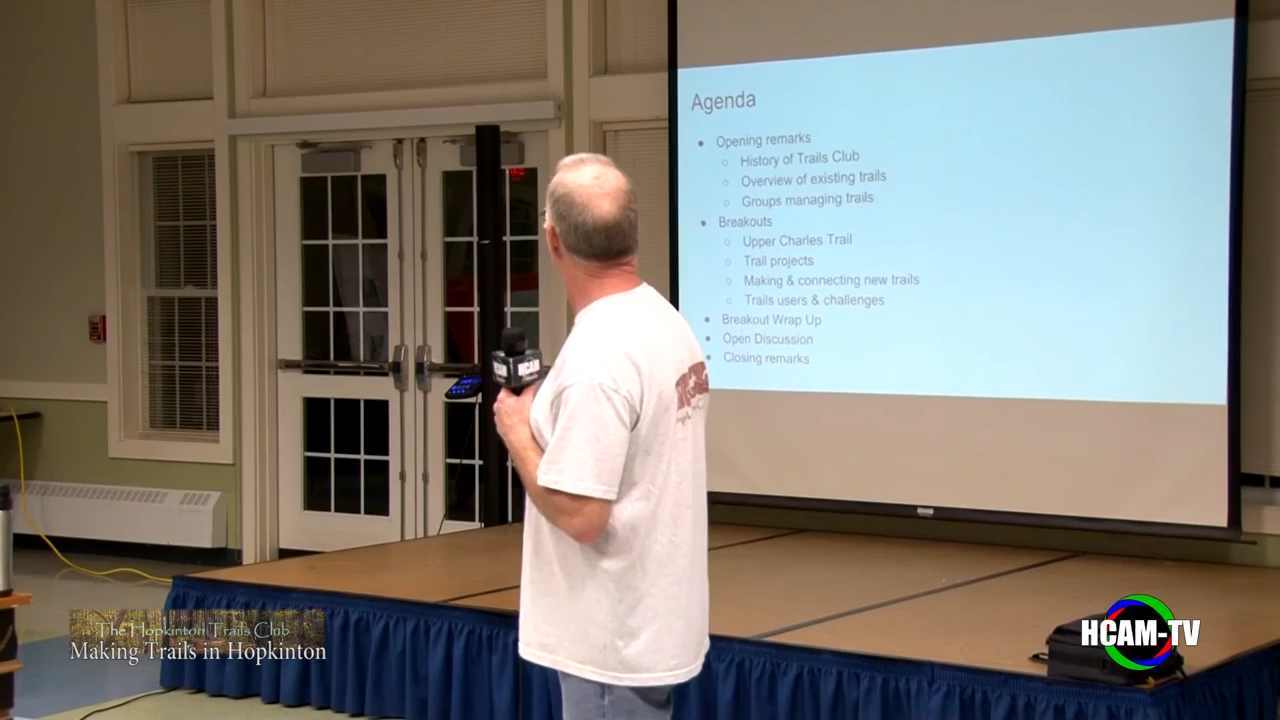 Agenda
Opening remarks
History of Trails Club
Overview of existing trails
Groups managing trails
Breakouts
Upper Charles Trail
Trail projects
Making & connecting new trails
Trails users & challenges
Breakout Wrap Up
Open Discussion
Closing remarks
HCAM
HCAM
The Hopkinton Trails Club
Making Trails in Hopkinton
HCAM-TV